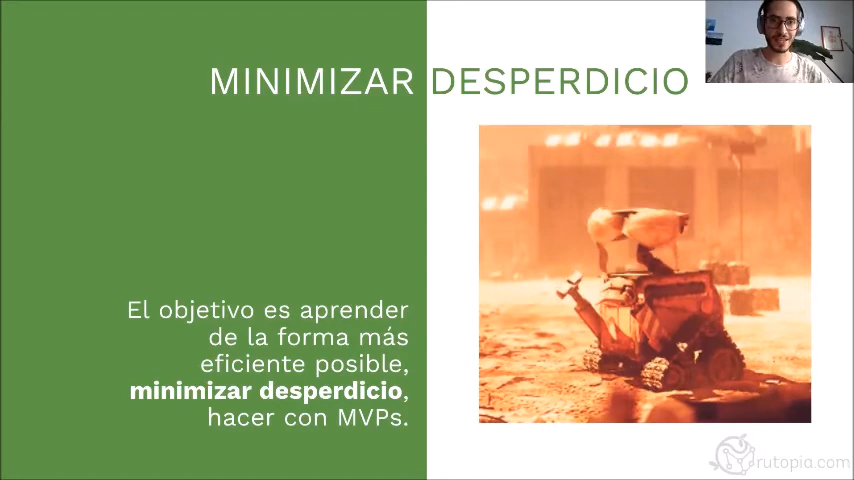 MINIMIZAR DESPERDICIO
El objetivo es aprender
de la forma más
eficiente posible,
minimizar desperdicio,
hacer con MVPs.
rutopia.com